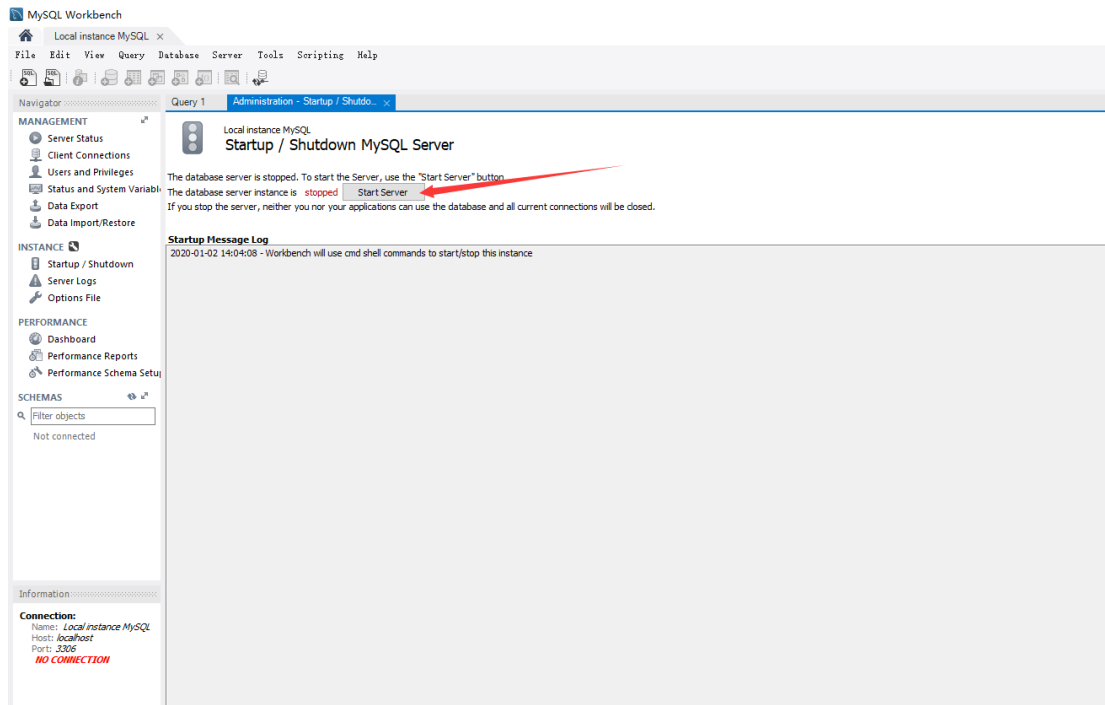 MySQL Workbench
Local instance MySQL ×
File Edit View Query Database Server Tools Scripting Help
Navigator
Query 1
Administration - Startup / Shutdo..
MANAGEMENT
Server Status
Client Connections
Users and Privileges
Status and System Variabl
Data Export
Data Import/Restore
INSTANCE
Startup / Shutdown
Server Logs
Options File
PERFORMANCE
Dashboard
Performance Reports
Performance Schema Setu
SCHEMAS
Filter objects
Not connected
Information
Connection:
Name: Local instance MySQL
Host: localhost
Port: 3306
NO CONNECTION
Local instance MySQL
Startup / Shutdown MySQL Server
The database server is stopped. To start the Server, use the "Start Server" button
The database server instance is stopped Start Server
If you stop the server, neither you nor your applications can use the database and all current connections will be closed.
Startup Message Log
2020-01-02 14:04:08 - Workbench will use cmd shell commands to start/stop this instance